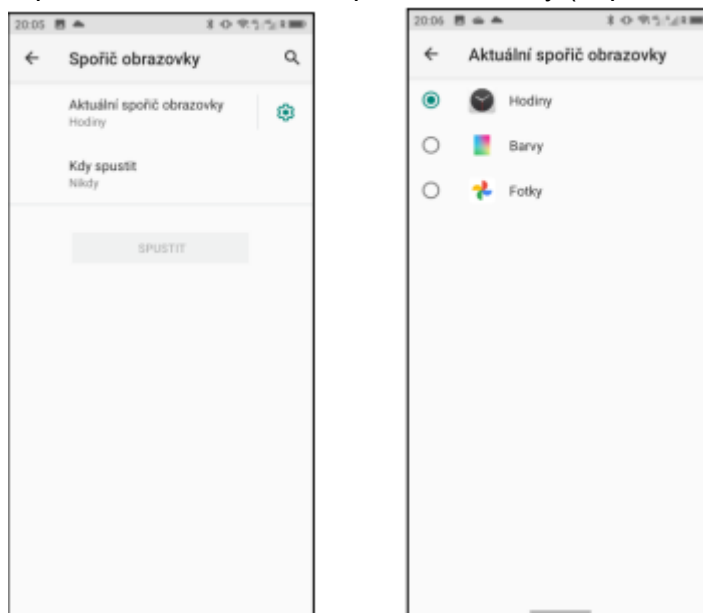 20:05
Spořič obrazovky
Aktuální spořič obrazovky
Hodiny
Kdy spustit
Nikdy
SPUSTIT
20:06
Aktuální spořič obrazovky
Hodiny
Barvy
Fotky